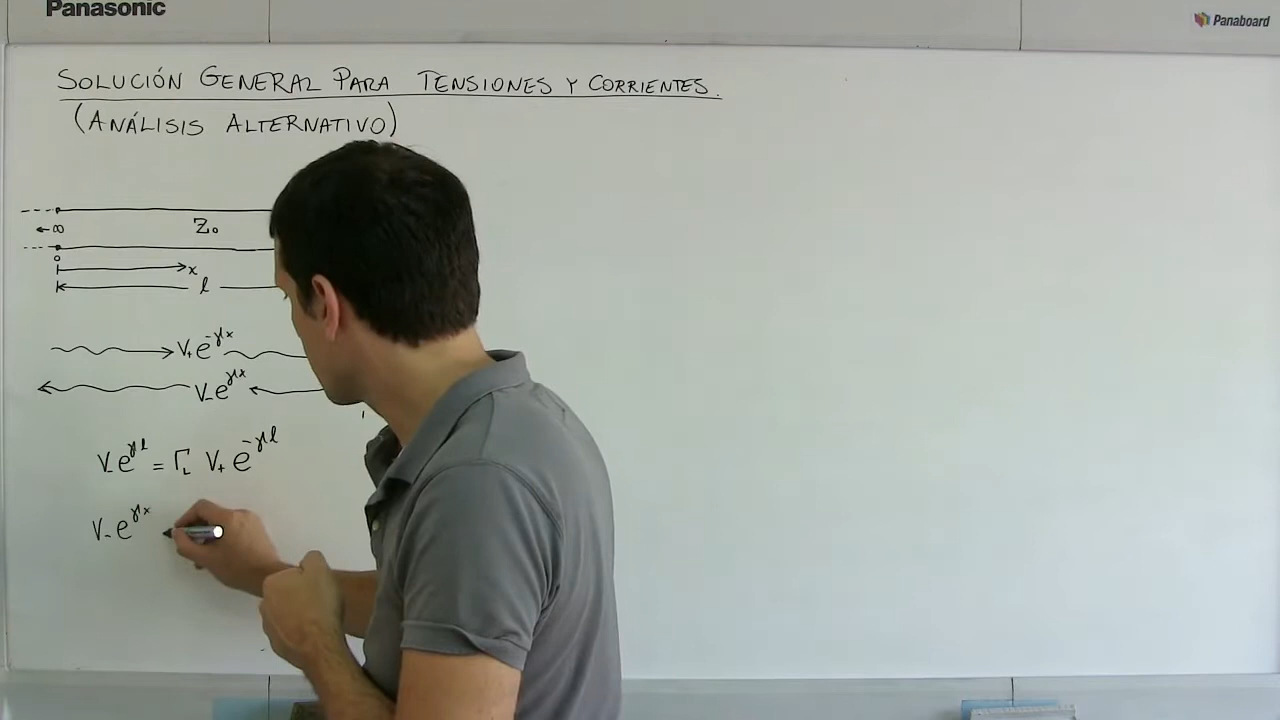 Panasonic
Panaboard
SOLUCIÓN GENERAL PARA TENSIONES Y CORRIENTES.
(ANÁLISIS ALTERNATIVO)
Z₀
←∞
0
x
l
V₊e^{-γx}
V₋e^{γx}
V₋e^{γl} = Γ_L V₊ e^{-γl}
V₋ e^{γx}